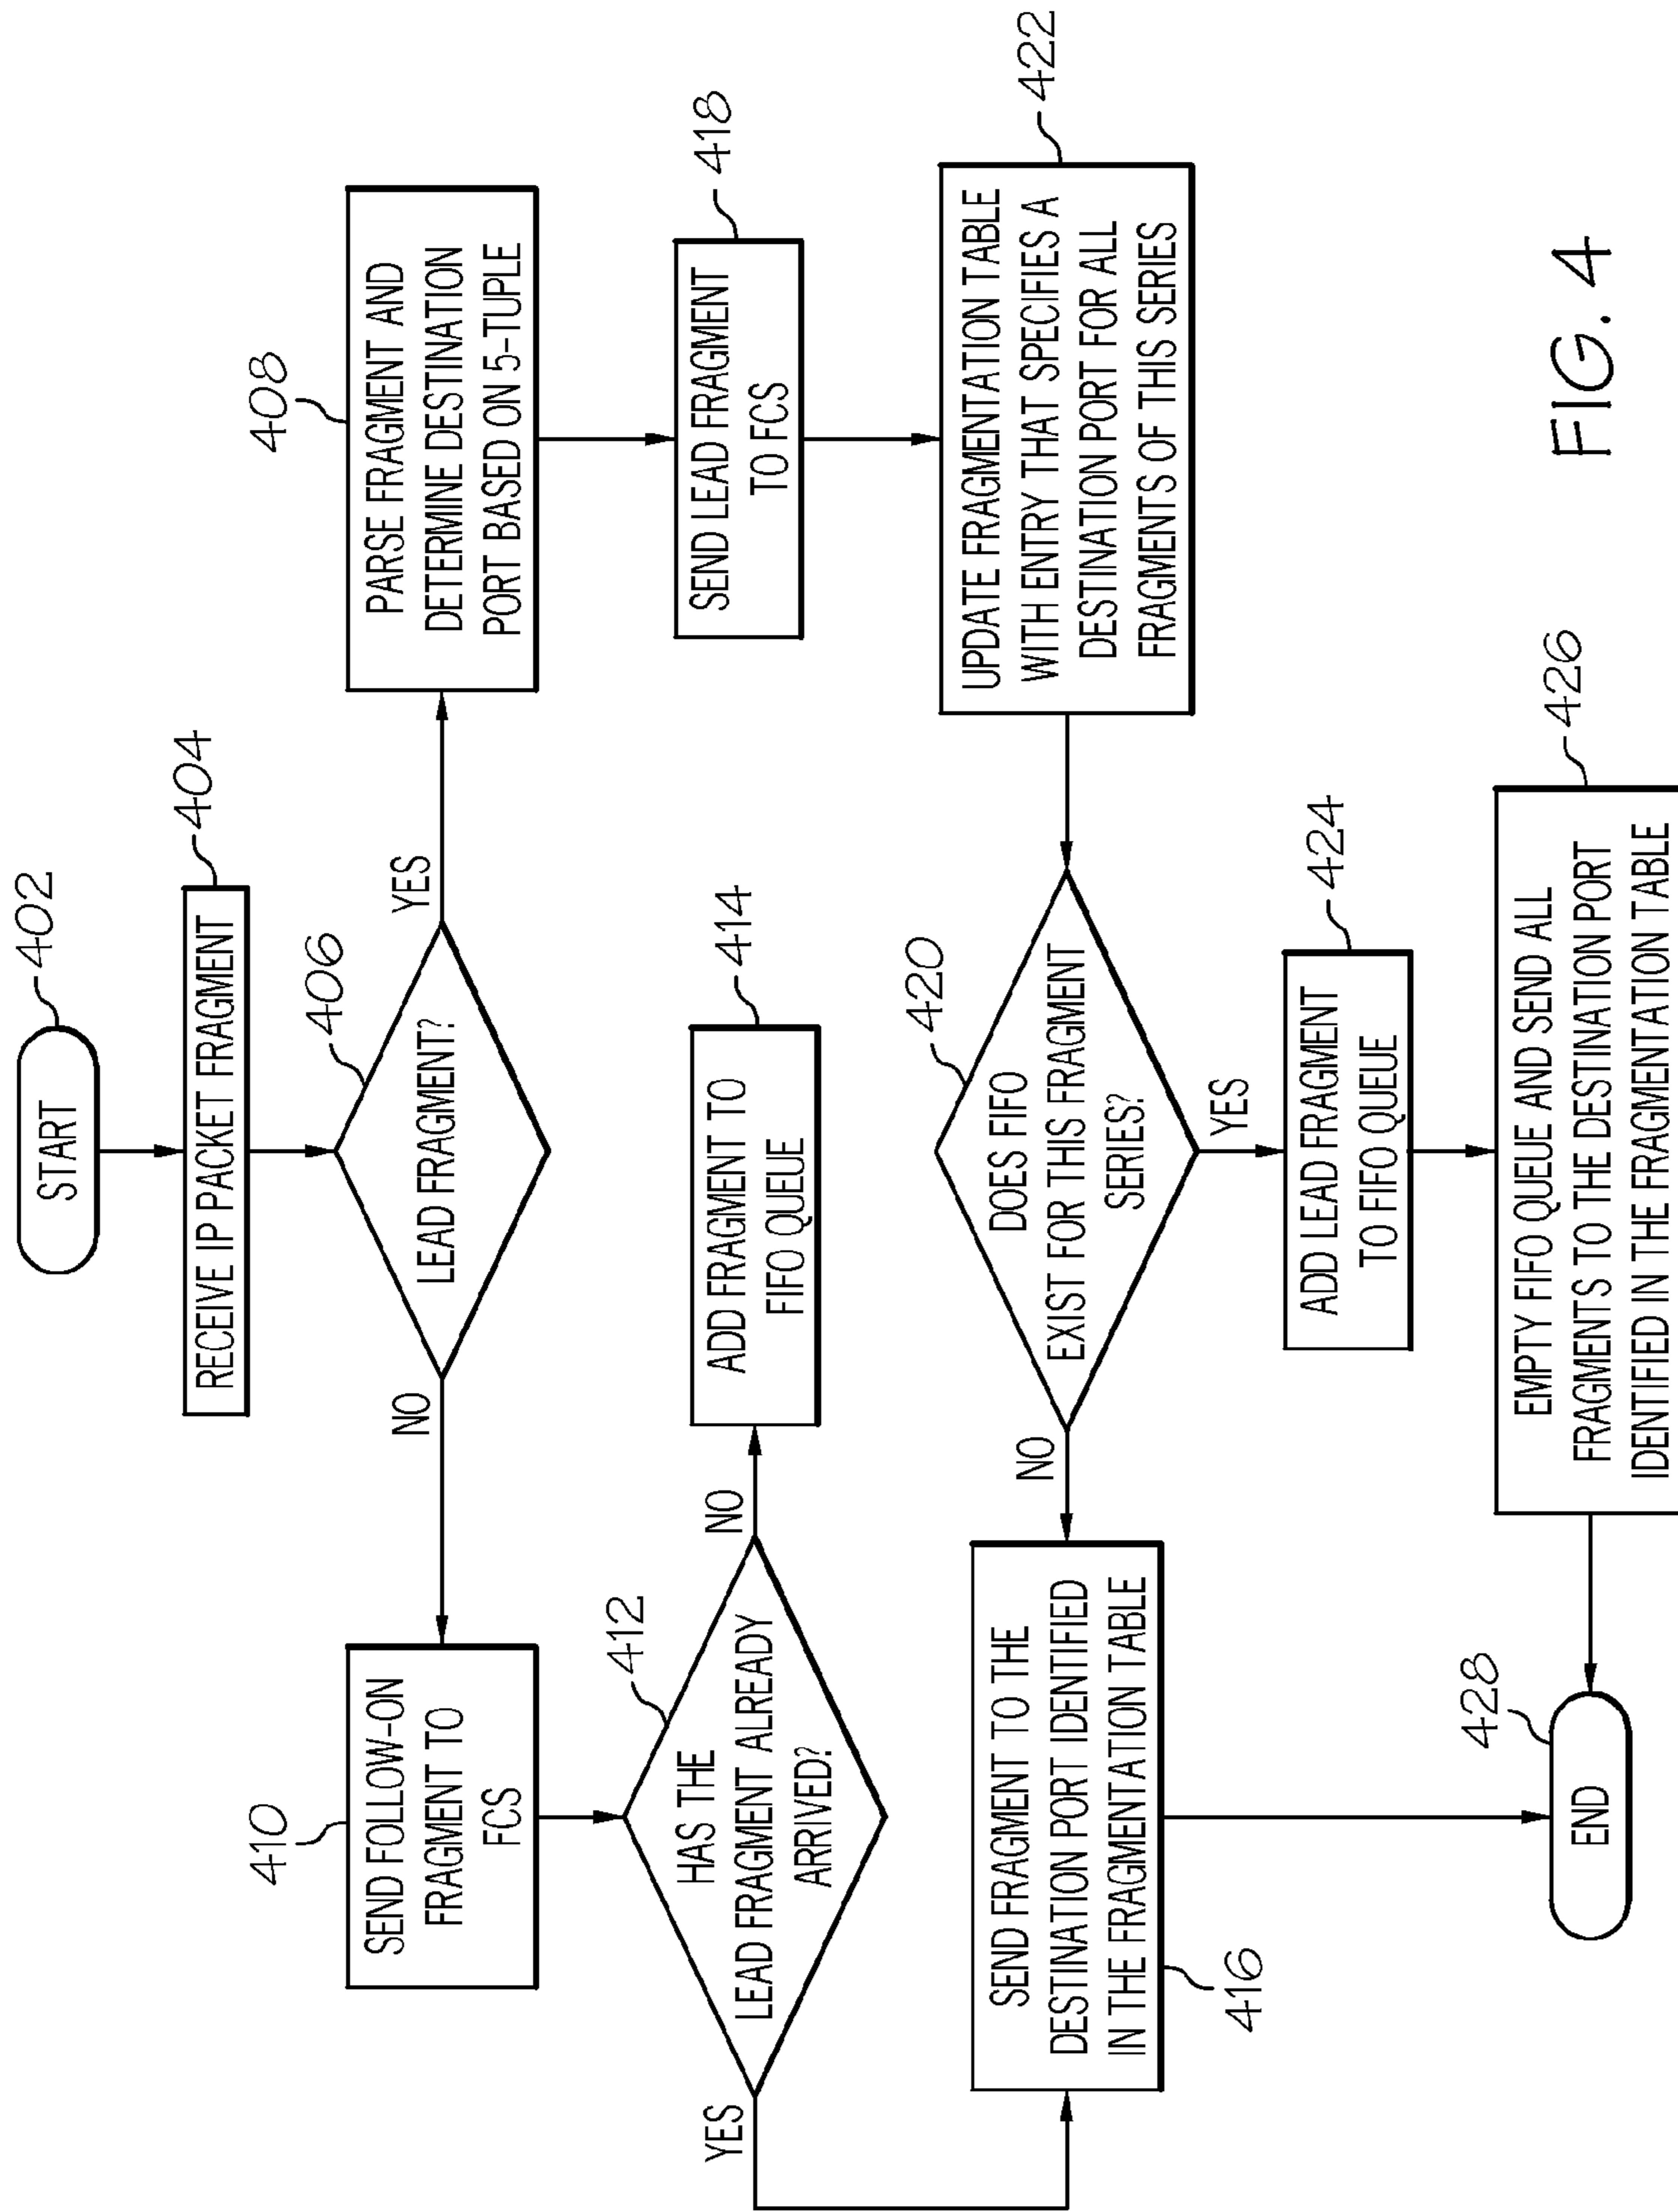 START
402
RECEIVE IP PACKET FRAGMENT
404
LEAD FRAGMENT?
406
NO
YES
SEND FOLLOW-ON
FRAGMENT TO
FCS
410
PARSE FRAGMENT AND
DETERMINE DESTINATION
PORT BASED ON 5-TUPLE
408
HAS THE
LEAD FRAGMENT ALREADY
ARRIVED?
412
NO
YES
ADD FRAGMENT TO
FIFO QUEUE
414
SEND LEAD FRAGMENT
TO FCS
418
UPDATE FRAGMENTATION TABLE
WITH ENTRY THAT SPECIFIES A
DESTINATION PORT FOR ALL
FRAGMENTS OF THIS SERIES
422
DOES FIFO
EXIST FOR THIS FRAGMENT
SERIES?
420
NO
YES
SEND FRAGMENT TO THE
DESTINATION PORT IDENTIFIED
IN THE FRAGMENTATION TABLE
416
ADD LEAD FRAGMENT
TO FIFO QUEUE
424
EMPTY FIFO QUEUE AND SEND ALL
FRAGMENTS TO THE DESTINATION PORT
IDENTIFIED IN THE FRAGMENTATION TABLE
426
END
428
FIG. 4